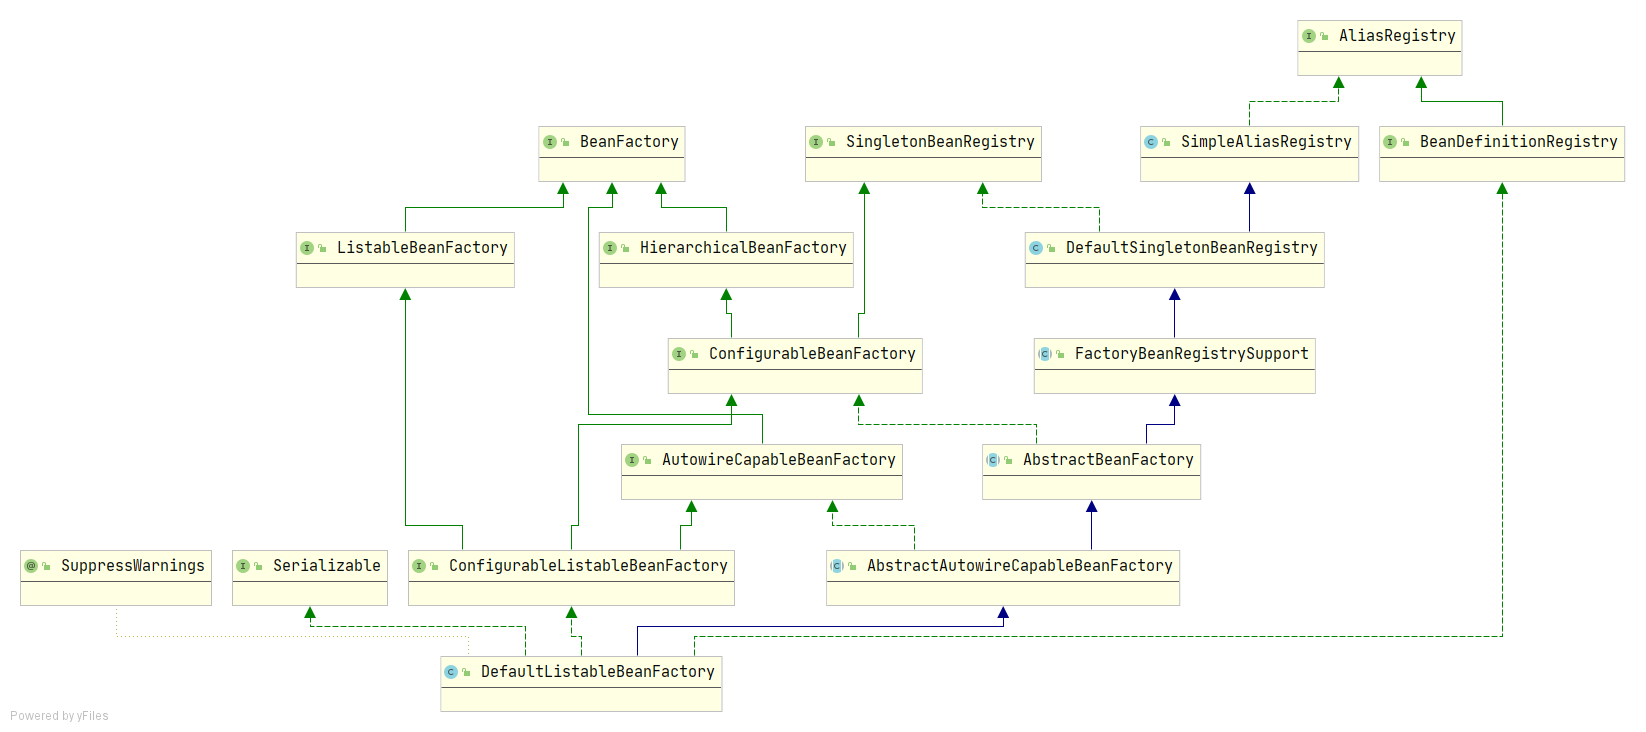 AliasRegistry
BeanFactory
SingletonBeanRegistry
SimpleAliasRegistry
BeanDefinitionRegistry
ListableBeanFactory
HierarchicalBeanFactory
DefaultSingletonBeanRegistry
ConfigurableBeanFactory
FactoryBeanRegistrySupport
AutowireCapableBeanFactory
AbstractBeanFactory
SuppressWarnings
Serializable
ConfigurableListableBeanFactory
AbstractAutowireCapableBeanFactory
DefaultListableBeanFactory
Powered by yFiles